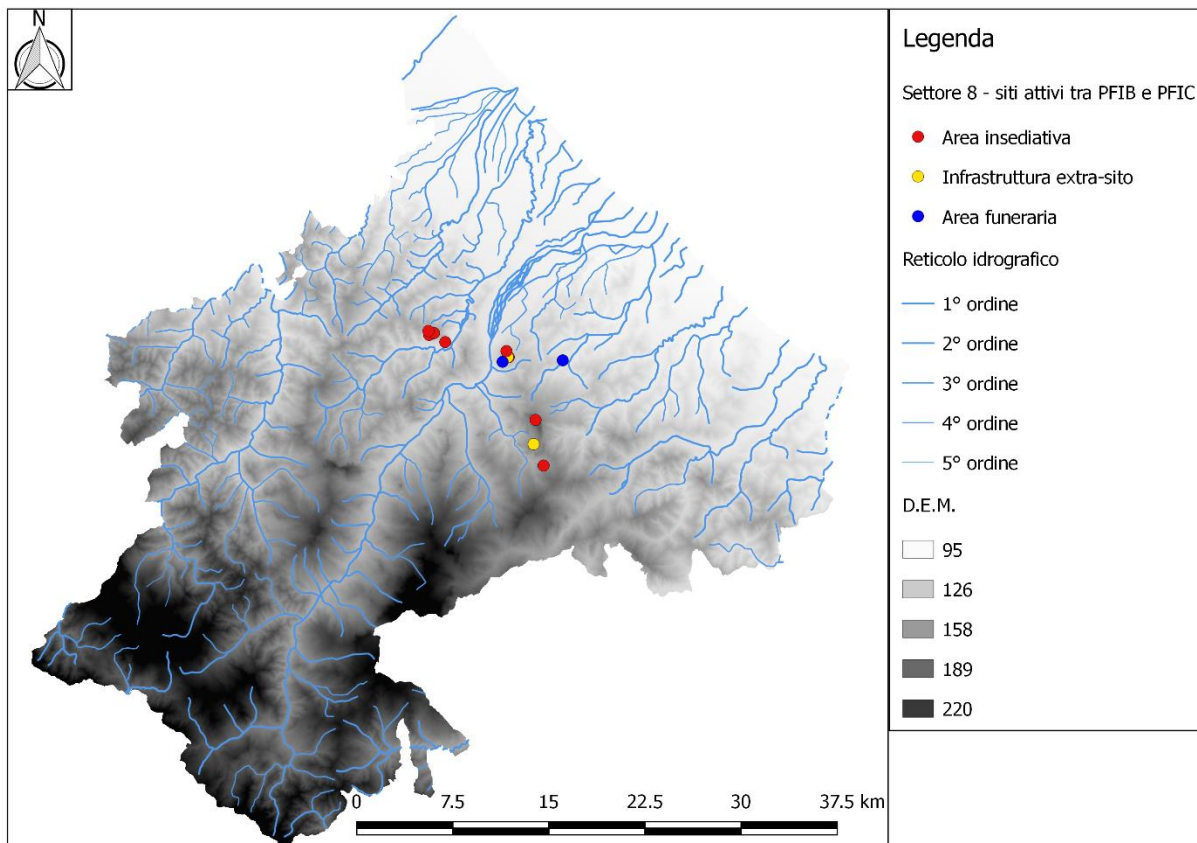 N
Legenda
Settore 8 - siti attivi tra PFIB e PFIC
Area insediativa
Infrastruttura extra-sito
Area funeraria
Reticolo idrografico
1° ordine
2° ordine
3° ordine
4° ordine
5° ordine
D.E.M.
95
126
158
189
220
0 7.5 15 22.5 30 37.5 km